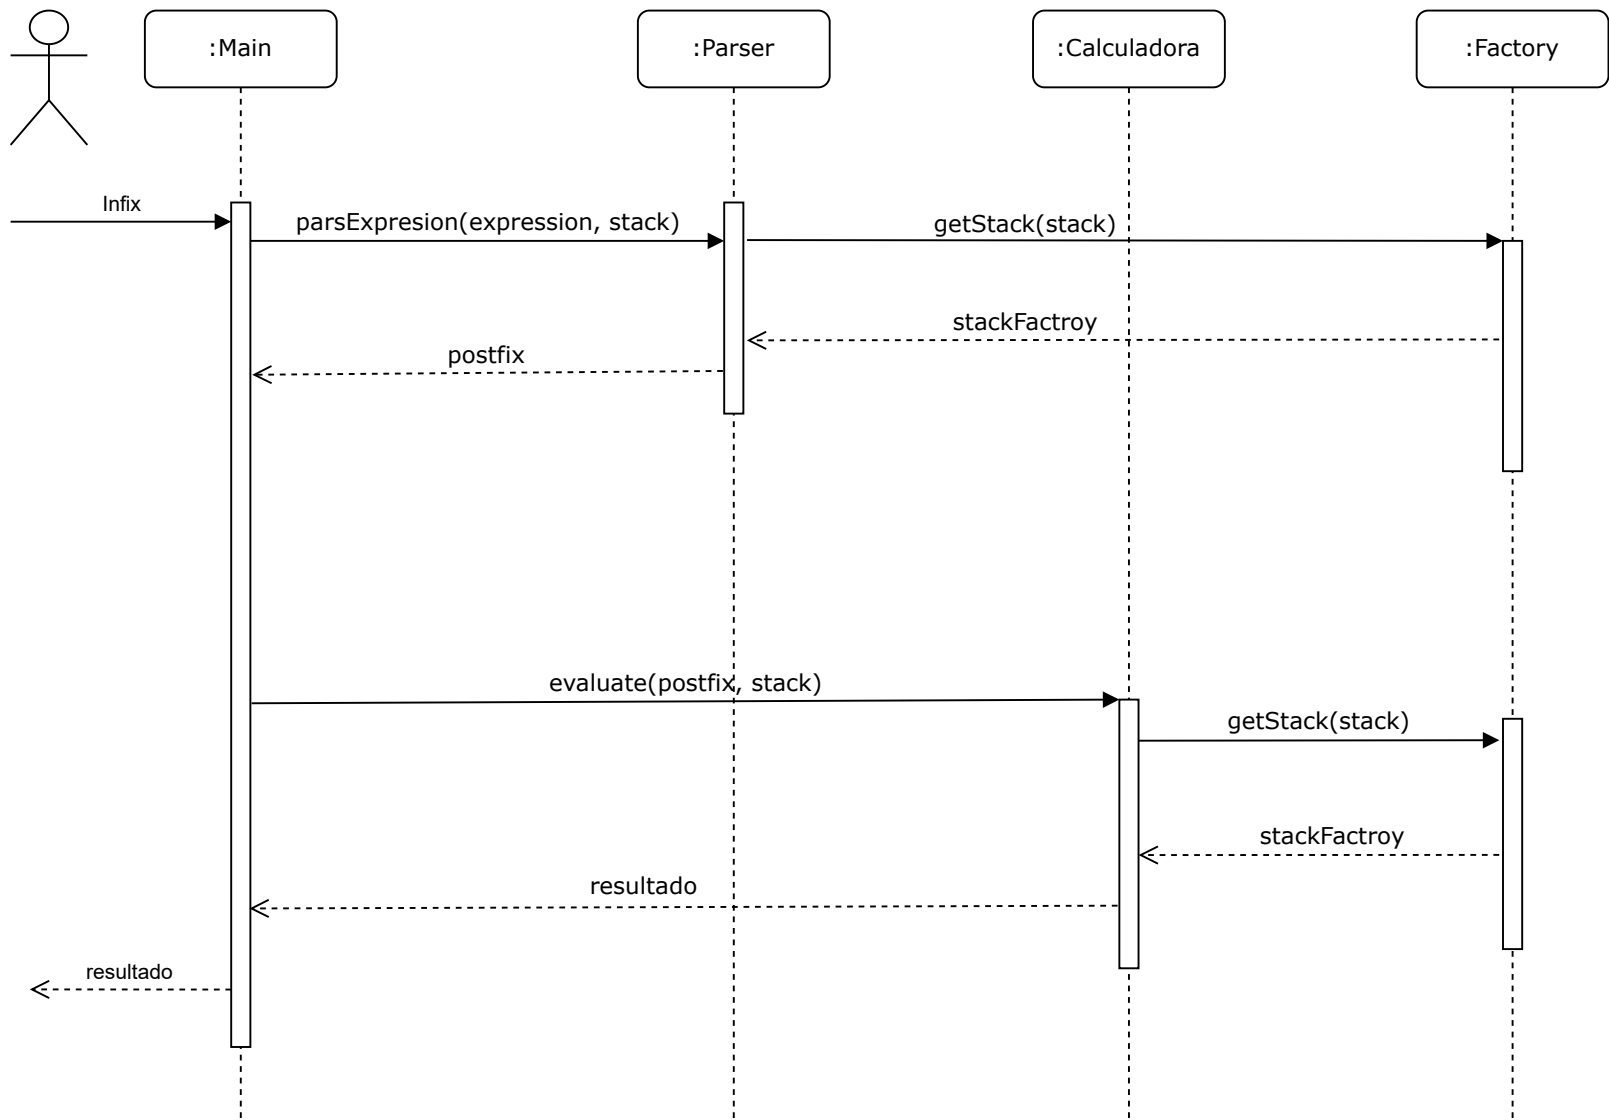 :Main
:Parser
:Calculadora
:Factory
Infix
parsExpresion(expression, stack)
getStack(stack)
stackFactroy
postfix
evaluate(postfix, stack)
getStack(stack)
stackFactroy
resultado
resultado